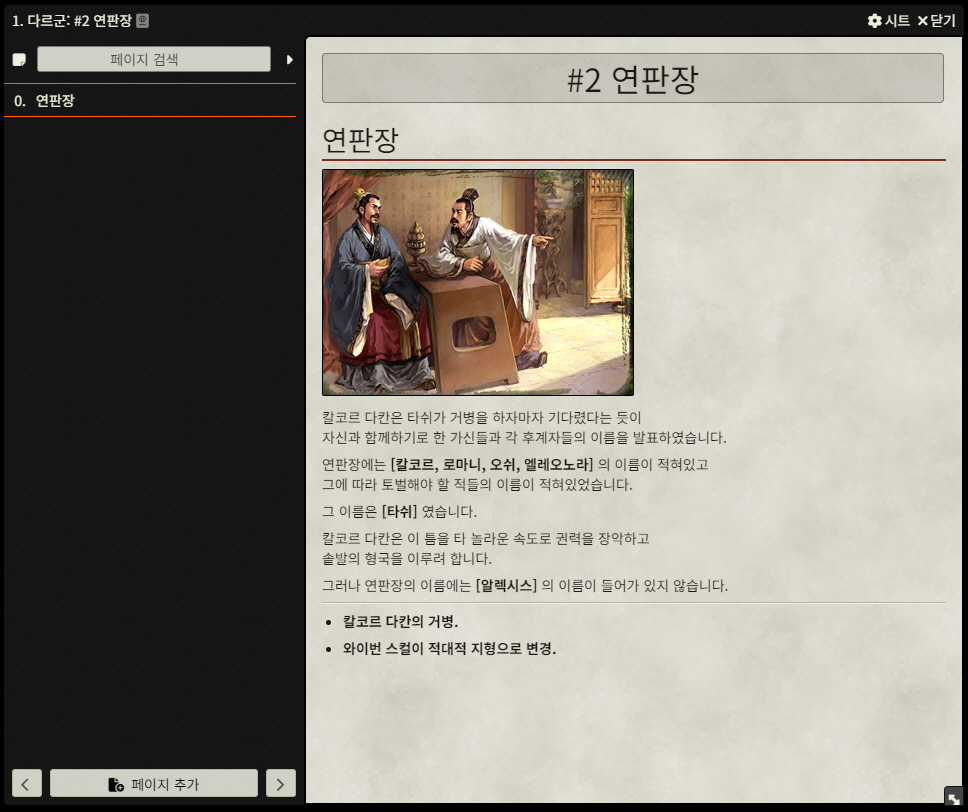 1. 다르군: #2 연판장
시트 닫기
페이지 검색
0. 연판장
페이지 추가
#2 연판장
연판장
칼코르 다칸은 타쉬가 거병을 하자마자 기다렸다는 듯이
자신과 함께하기로 한 가신들과 각 후계자들의 이름을 발표하였습니다.
연판장에는 [칼코르, 로마니, 오쉬, 엘레오노라] 의 이름이 적혀있고
그에 따라 토벌해야 할 적들의 이름이 적혀있었습니다.
그 이름은 [타쉬] 였습니다.
칼코르 다칸은 이 틈을 타 놀라운 속도로 권력을 장악하고
솥발의 형국을 이루려 합니다.
그러나 연판장의 이름에는 [알렉시스] 의 이름이 들어가 있지 않습니다.
칼코르 다칸의 거병.
와이번 스컬이 적대적 지형으로 변경.